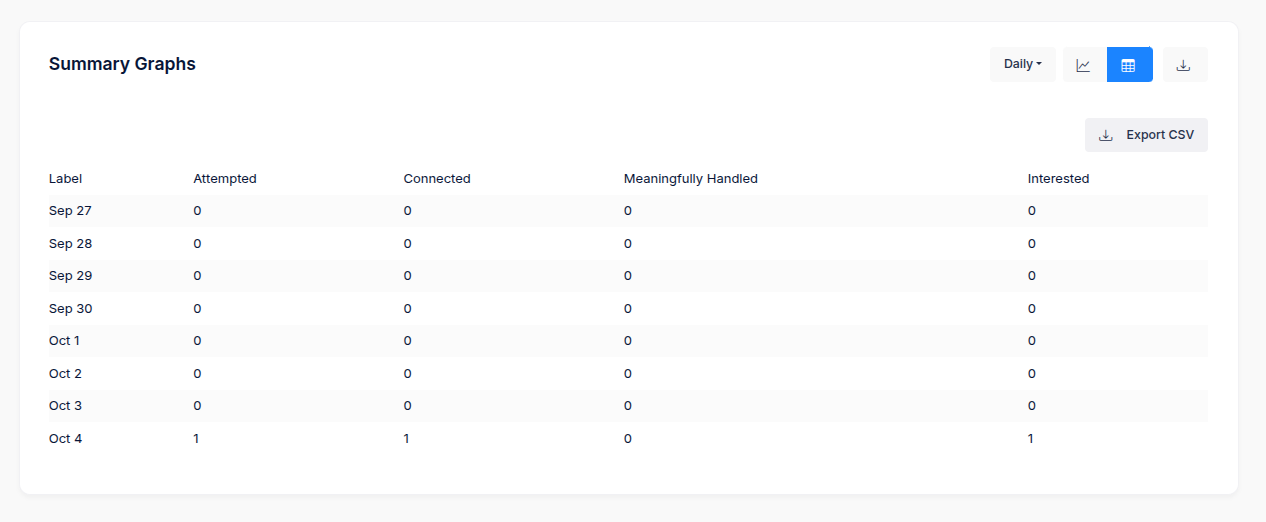 Summary Graphs Daily
Export CSV
Label Attempted Connected Meaningfully Handled Interested
Sep 27 0 0 0 0
Sep 28 0 0 0 0
Sep 29 0 0 0 0
Sep 30 0 0 0 0
Oct 1 0 0 0 0
Oct 2 0 0 0 0
Oct 3 0 0 0 0
Oct 4 1 1 0 1